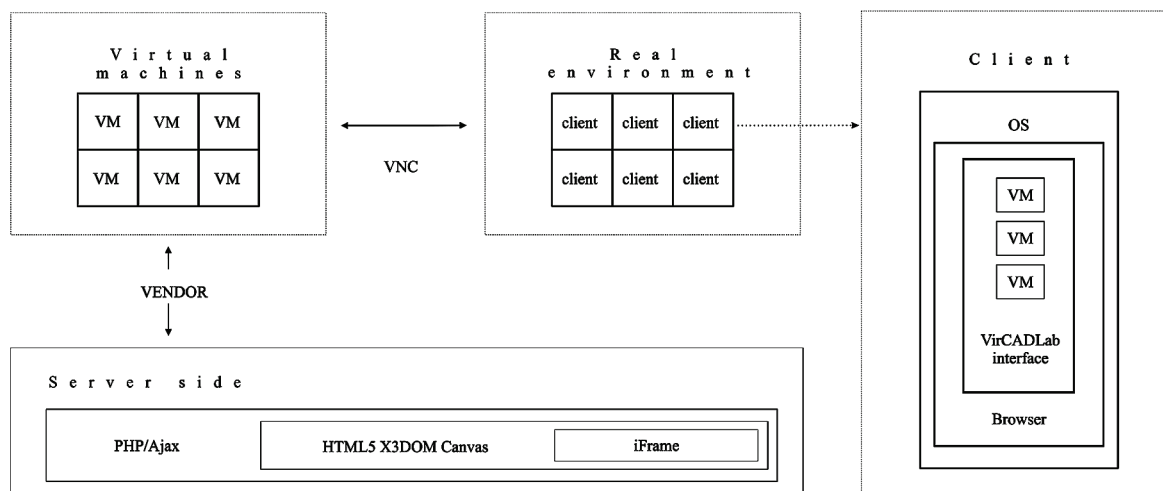 Virtual
machines
VM VM VM
VM VM VM
VNC
Real
environment
client client client
client client client
Client
OS
VM
VM
VM
VirCADLab
interface
Browser
VENDOR
Server side
PHP/Ajax HTML5 X3DOM Canvas iFrame